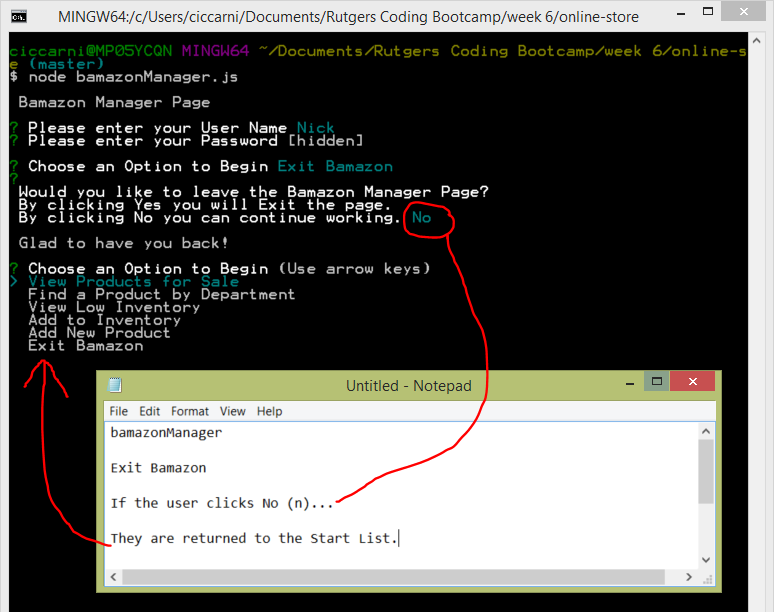 MINGW64:/c/Users/ciccarni/Documents/Rutgers Coding Bootcamp/week 6/online-store
ciccarni@MP05YCQN MINGW64 ~/Documents/Rutgers Coding Bootcamp/week 6/online-s
e (master)
$ node bamazonManager.js
Bamazon Manager Page
? Please enter your User Name Nick
? Please enter your Password [hidden]
? Choose an Option to Begin Exit Bamazon
?
Would you like to leave the Bamazon Manager Page?
By clicking Yes you will Exit the page.
By clicking No you can continue working. No
Glad to have you back!
? Choose an Option to Begin (Use arrow keys)
> View Products for Sale
Find a Product by Department
View Low Inventory
Add to Inventory
Add New Product
Exit Bamazon
Untitled - Notepad
File Edit Format View Help
bamazonManager
Exit Bamazon
If the user clicks No (n)...
They are returned to the Start List.